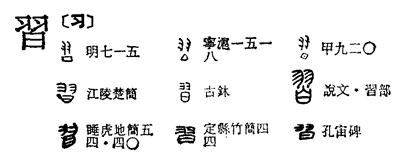 習〔习〕
明七一五
寧滬一五一八
甲九二〇
江陵楚簡
古鉢
說文·習部
睡虎地簡五四·四〇
定縣竹簡四四
孔宙碑